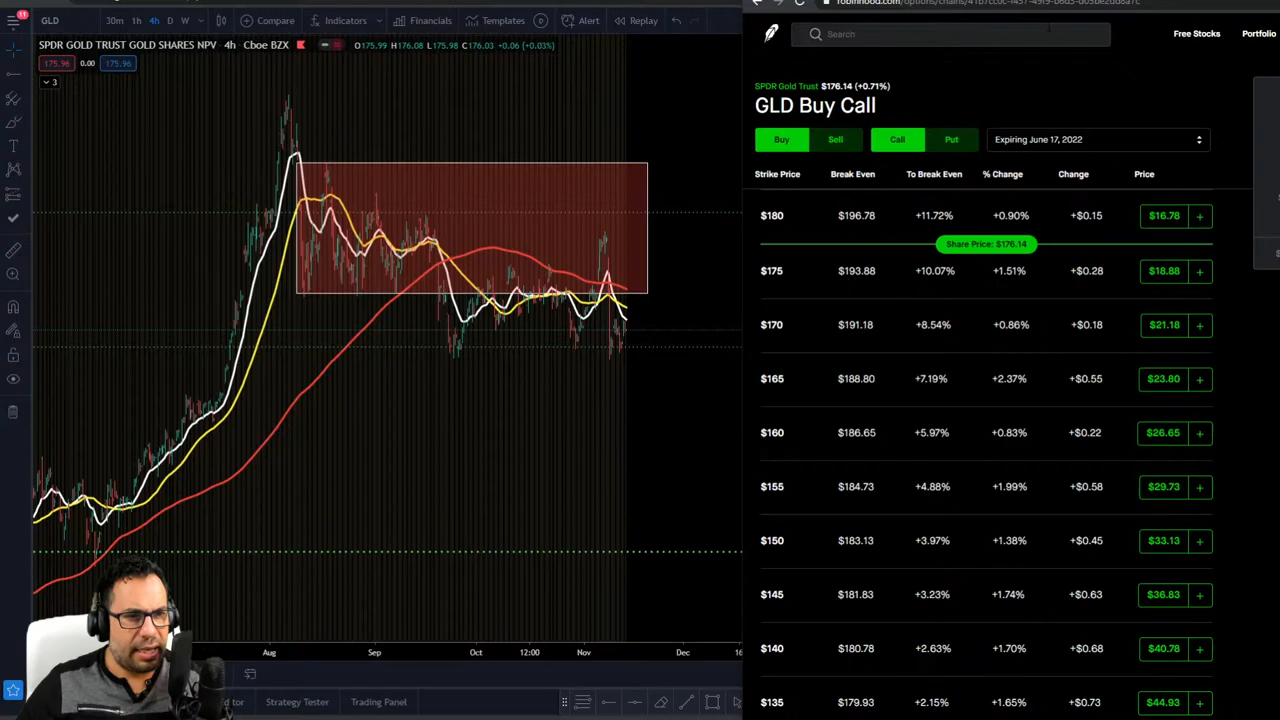 11
GLD
30m 1h 4h D W
Compare
Indicators
Financials
Templates
Alert
Replay
SPDR GOLD TRUST GOLD SHARES NPV · 4h · Cboe BZX
O175.99 H176.08 L175.98 C176.03 +0.06 (+0.03%)
175.96 0.00 175.96
3
Aug Sep Oct 12:00 Nov Dec 16
Strategy Tester
Trading Panel
Search
Free Stocks
Portfolio
SPDR Gold Trust $176.14 (+0.71%)
GLD Buy Call
Buy Sell Call Put Expiring June 17, 2022
Strike Price Break Even To Break Even % Change Change Price
$180 $196.78 +11.72% +0.90% +$0.15 $16.78 +
Share Price: $176.14
$175 $193.88 +10.07% +1.51% +$0.28 $18.88 +
$170 $191.18 +8.54% +0.86% +$0.18 $21.18 +
$165 $188.80 +7.19% +2.37% +$0.55 $23.80 +
$160 $186.65 +5.97% +0.83% +$0.22 $26.65 +
$155 $184.73 +4.88% +1.99% +$0.58 $29.73 +
$150 $183.13 +3.97% +1.38% +$0.45 $33.13 +
$145 $181.83 +3.23% +1.74% +$0.63 $36.83 +
$140 $180.78 +2.63% +1.70% +$0.68 $40.78 +
$135 $179.93 +2.15% +1.65% +$0.73 $44.93 +